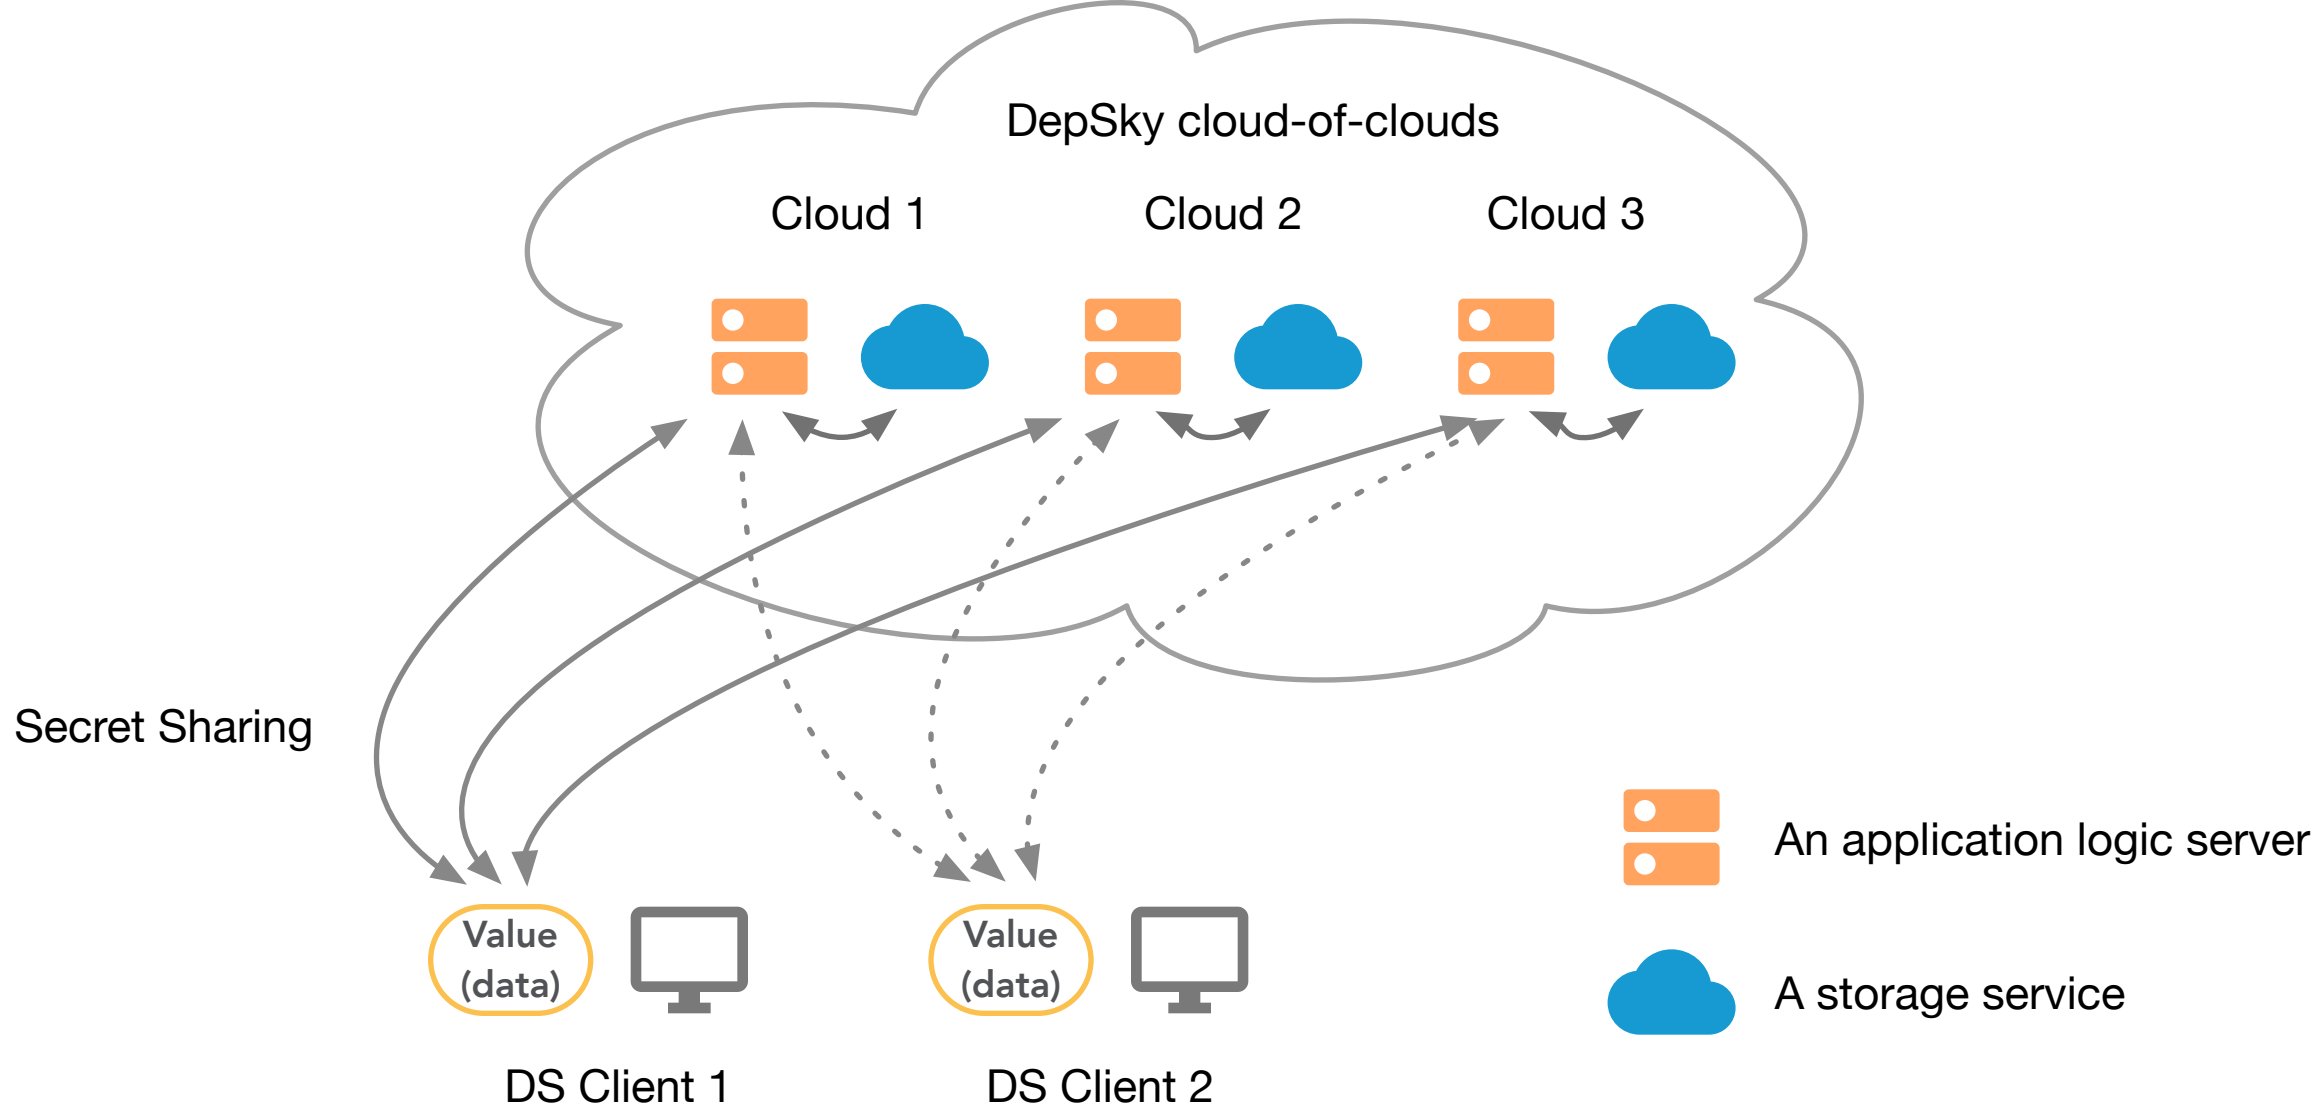 DepSky cloud-of-clouds
Cloud 1
Cloud 2
Cloud 3
Secret Sharing
Value
(data)
Value
(data)
DS Client 1
DS Client 2
An application logic server
A storage service